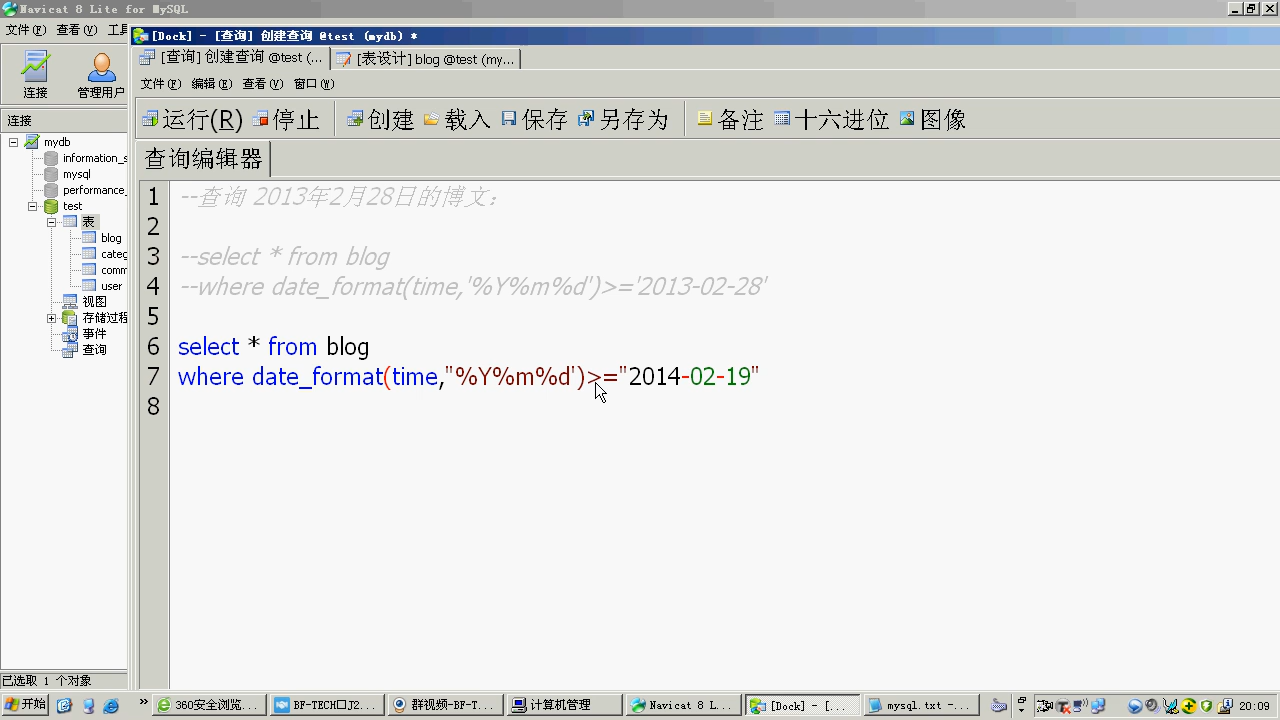 Navicat 8 Lite for MySQL
文件(F) 查看(V) 工具
[Dock] - [查询] 创建查询 @test (mydb) *
[查询] 创建查询 @test (... [表设计] blog @test (my...
文件(F) 编辑(E) 查看(V) 窗口(W)
连接 管理用户
运行(R) 停止 创建 载入 保存 另存为 备注 十六进位 图像
连接
查询编辑器
mydb
information_s
mysql
performance_
test
表
blog
categ
comm
user
视图
存储过程
事件
查询
1 --查询 2013年2月28日的博文：
2
3 --select * from blog
4 --where date_format(time,'%Y%m%d')>='2013-02-28'
5
6 select * from blog
7 where date_format(time,"%Y%m%d')>="2014-02-19"
8
已选取 1 个对象
开始 360安全浏览... BF-TECH口J2... 群视频-BF-T... 计算机管理 Navicat 8 L... [Dock] - [... mysql.txt -... 20:09